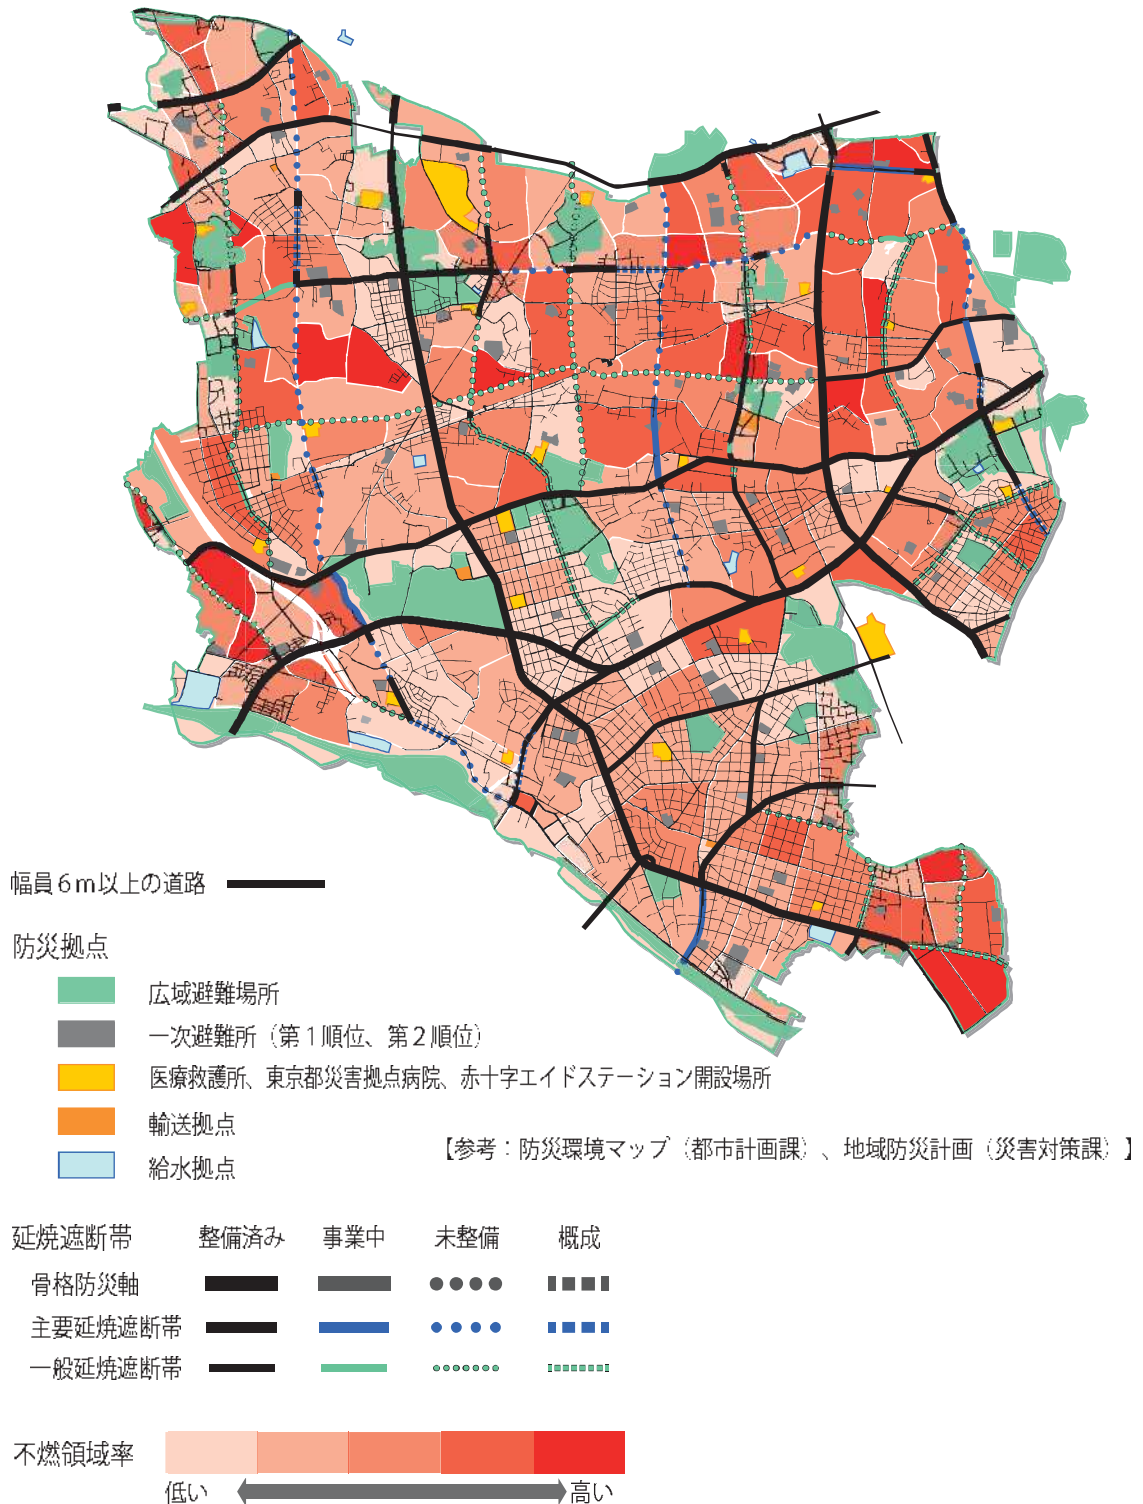 幅員6m以上の道路
防災拠点
広域避難場所
一次避難所（第1順位、第2順位）
医療救護所、東京都災害拠点病院、赤十字エイドステーション開設場所
輸送拠点
給水拠点
【参考：防災環境マップ（都市計画課）、地域防災計画（災害対策課）】
延焼遮断帯 整備済み 事業中 未整備 概成
骨格防災軸
主要延焼遮断帯
一般延焼遮断帯
不燃領域率
低い 高い